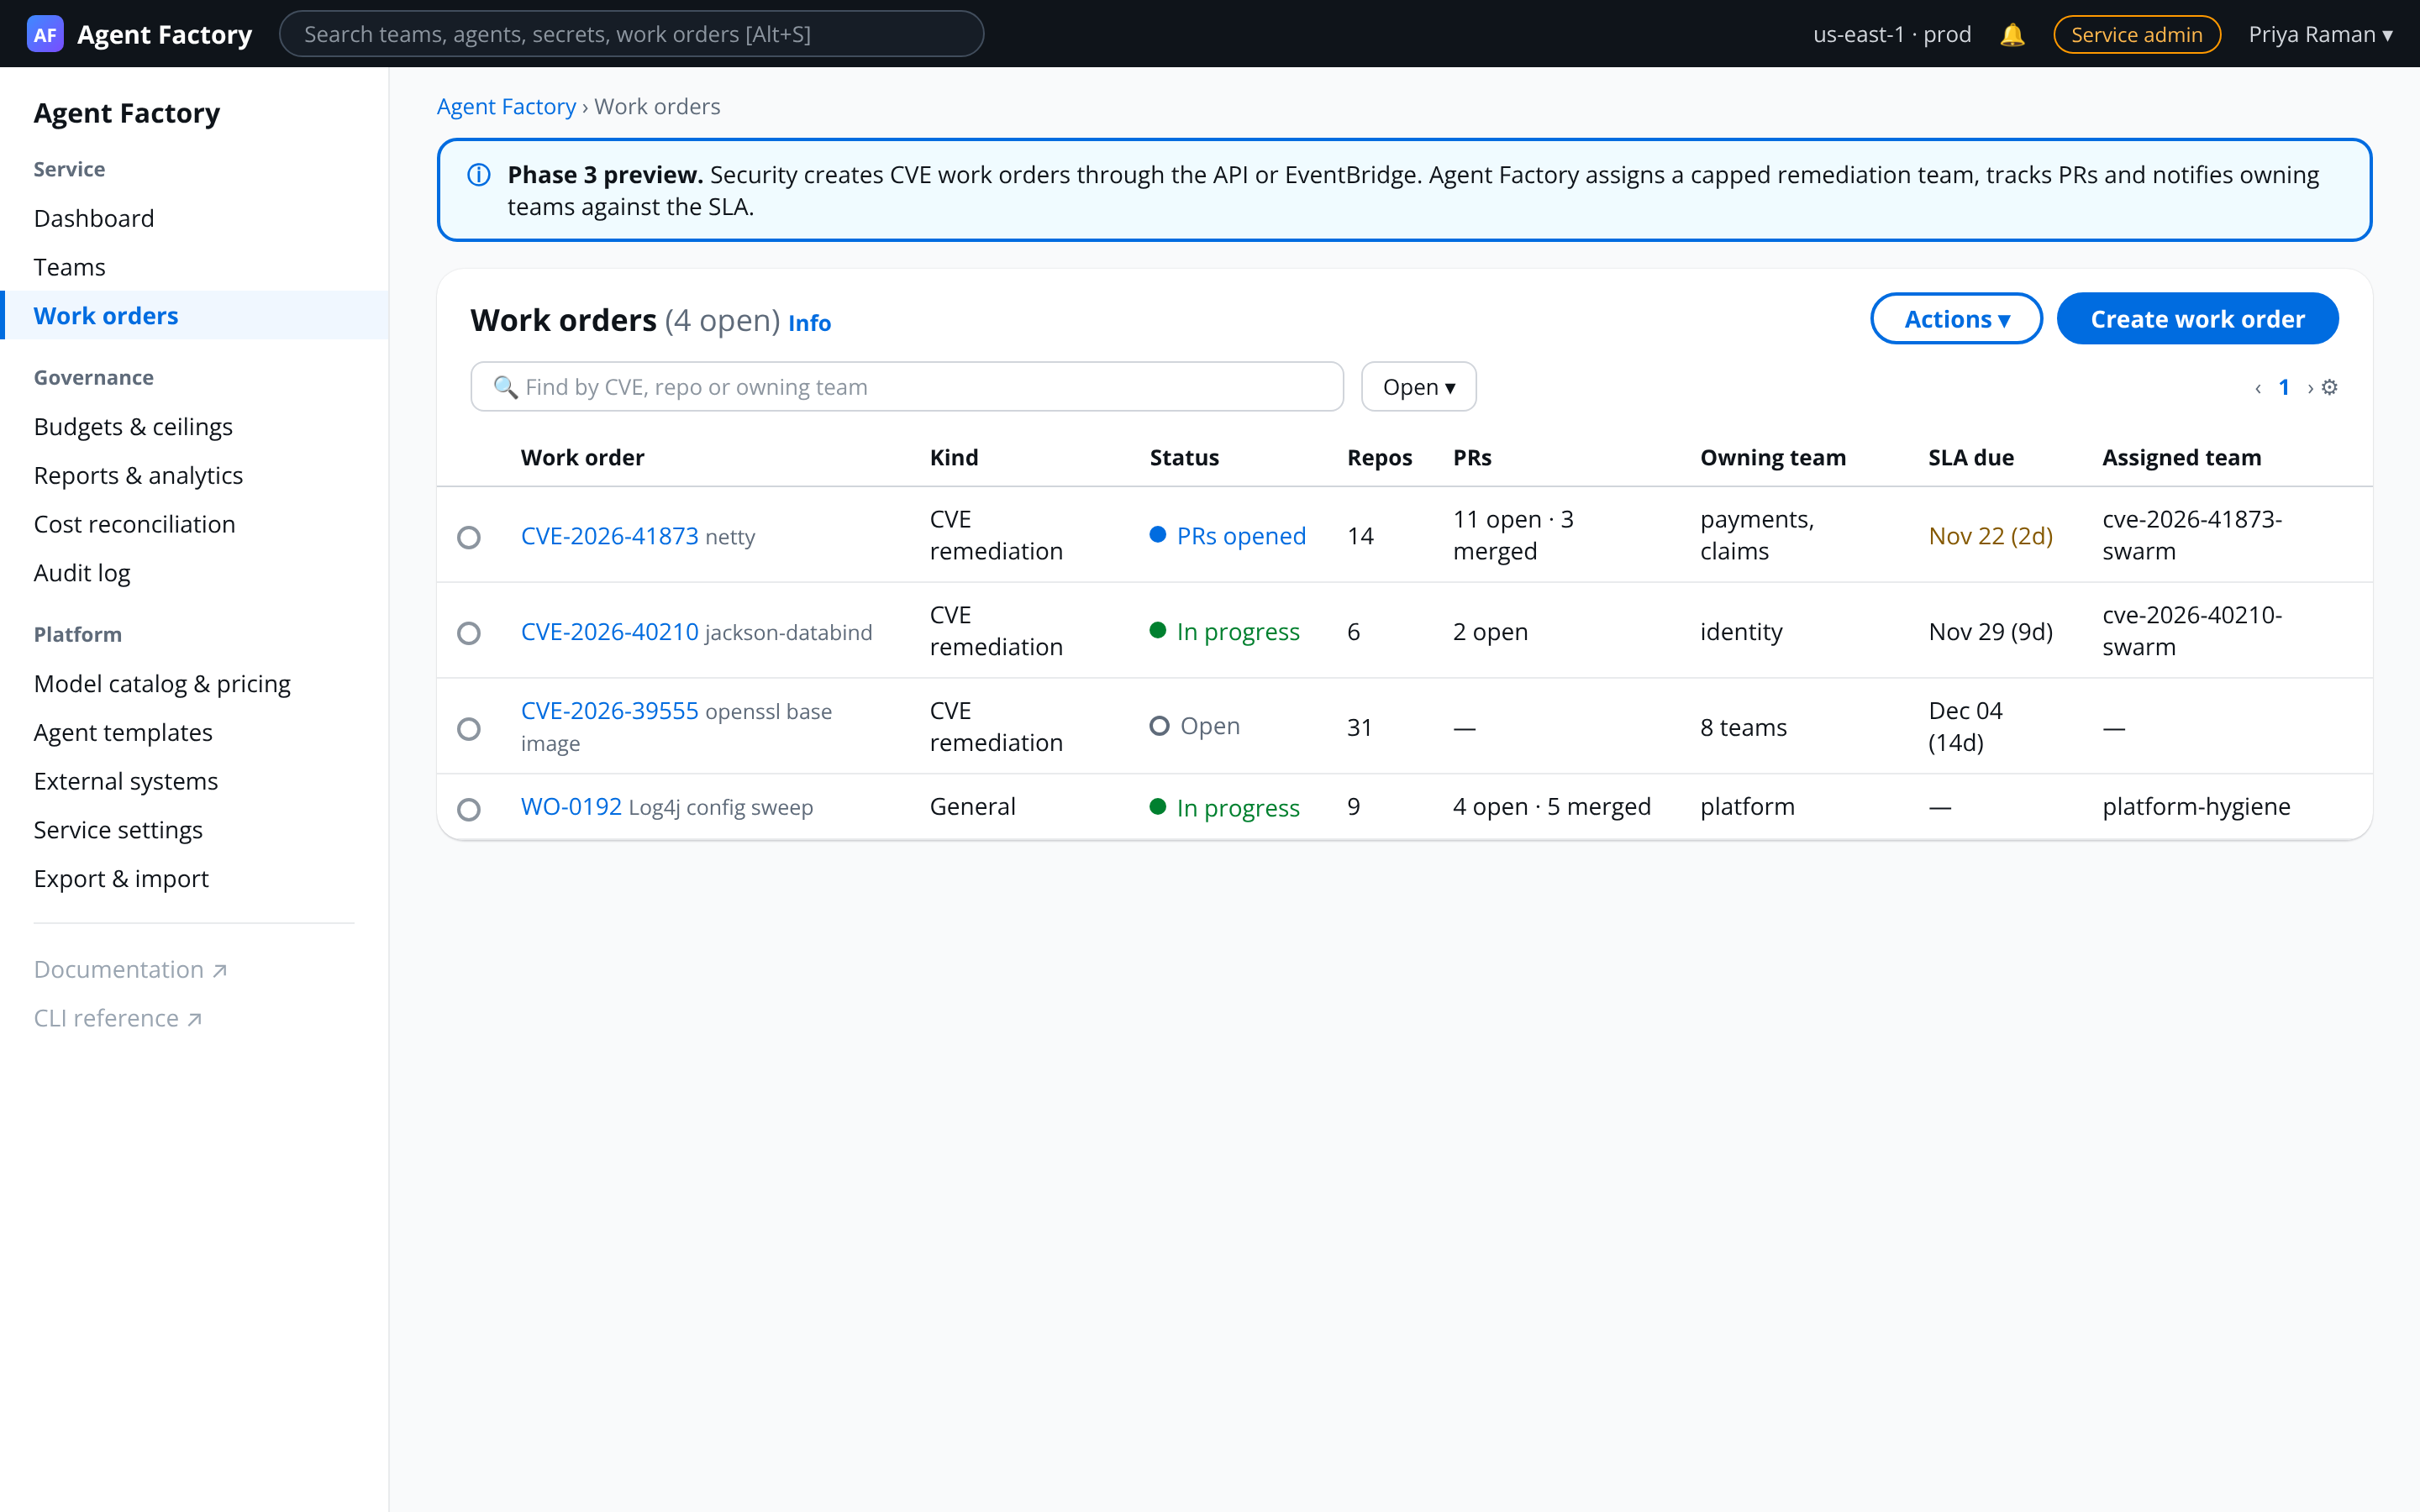 AF Agent Factory
Search teams, agents, secrets, work orders [Alt+S]
us-east-1 · prod
Service admin
Priya Raman ▾
Agent Factory
Service
Dashboard
Teams
Work orders
Governance
Budgets & ceilings
Reports & analytics
Cost reconciliation
Audit log
Platform
Model catalog & pricing
Agent templates
External systems
Service settings
Export & import
Documentation ↗
CLI reference ↗
Agent Factory › Work orders
Phase 3 preview. Security creates CVE work orders through the API or EventBridge. Agent Factory assigns a capped remediation team, tracks PRs and notifies owning
teams against the SLA.
Work orders (4 open) Info
Actions ▾
Create work order
Find by CVE, repo or owning team
Open ▾
‹ 1 ›
Work order Kind Status Repos PRs Owning team SLA due Assigned team
CVE-2026-41873 netty
CVE
remediation
PRs opened
14
11 open · 3
merged
payments,
claims
Nov 22 (2d)
cve-2026-41873-
swarm
CVE-2026-40210 jackson-databind
CVE
remediation
In progress
6
2 open
identity
Nov 29 (9d)
cve-2026-40210-
swarm
CVE-2026-39555 openssl base
image
CVE
remediation
Open
31
—
8 teams
Dec 04
(14d)
—
WO-0192 Log4j config sweep
General
In progress
9
4 open · 5 merged
platform
—
platform-hygiene